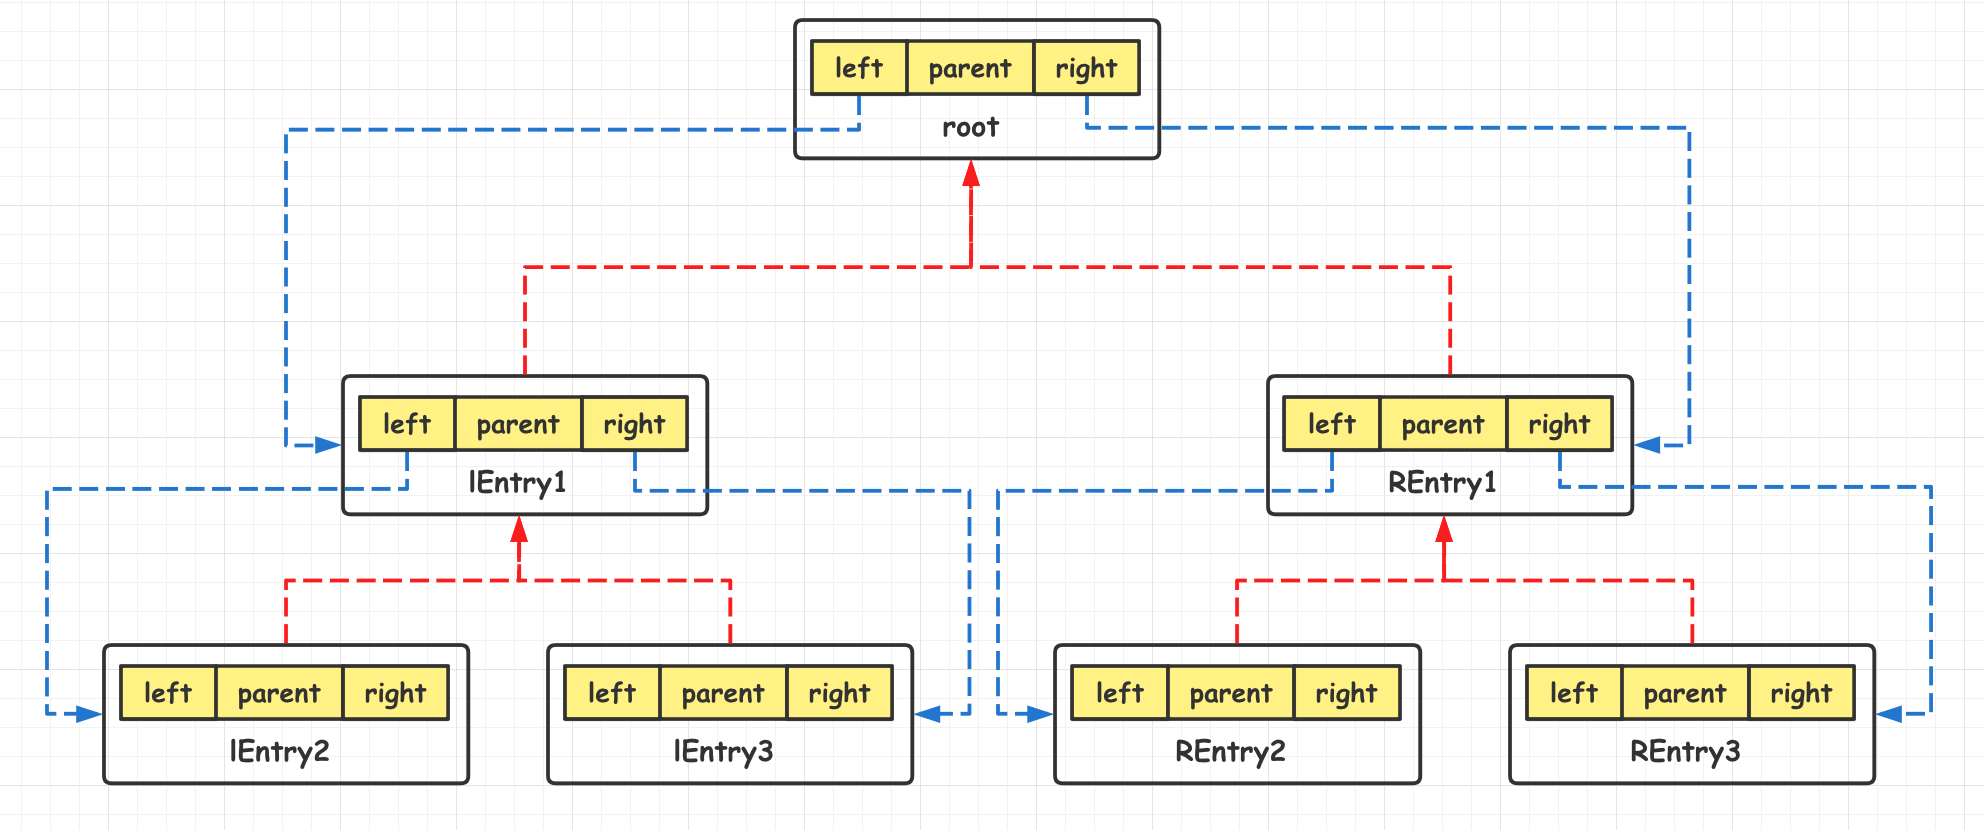 left parent right
root
left parent right
lEntry1
left parent right
REntry1
left parent right
lEntry2
left parent right
lEntry3
left parent right
REntry2
left parent right
REntry3